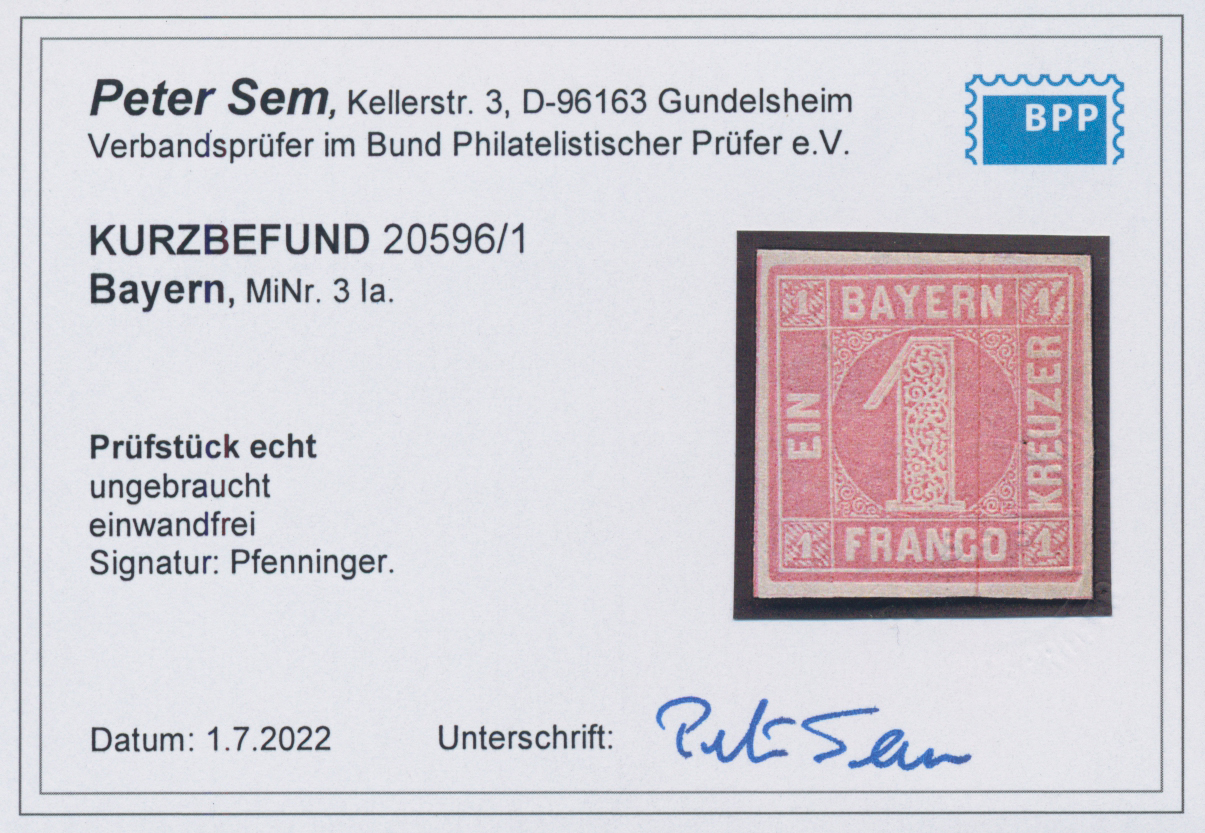 Peter Sem, Kellerstr. 3, D-96163 Gundelsheim
Verbandsprüfer im Bund Philatelistischer Prüfer e.V.
BPP
KURZBEFUND 20596/1
Bayern, MiNr. 3 Ia.
1 BAYERN 1
EIN
1
KREUZER
1 FRANCO 1
Prüfstück echt
ungebraucht
einwandfrei
Signatur: Pfenninger.
Datum: 1.7.2022 Unterschrift: Peter Sem